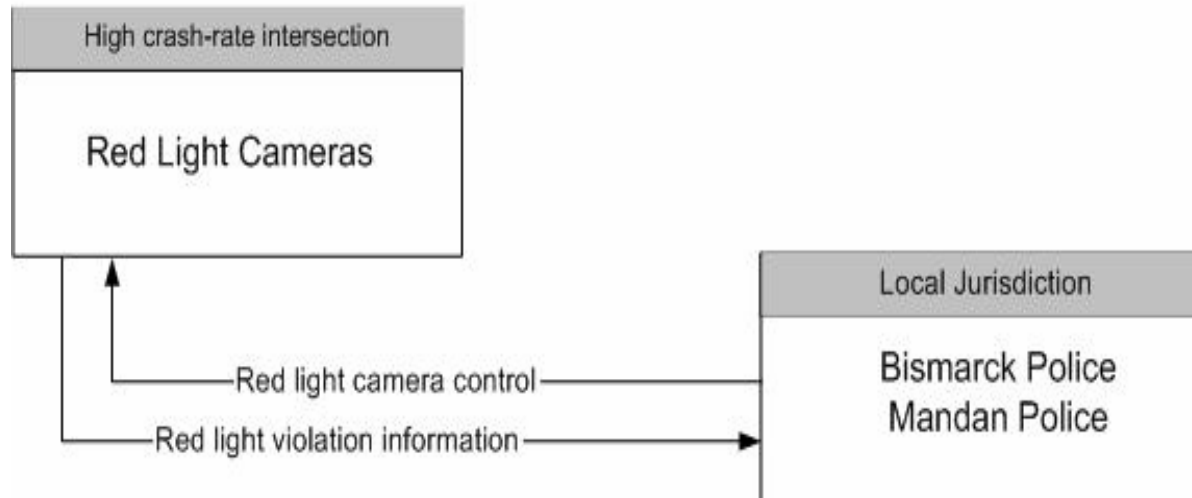 High crash-rate intersection
Red Light Cameras
Local Jurisdiction
Bismarck Police
Mandan Police
Red light camera control
Red light violation information